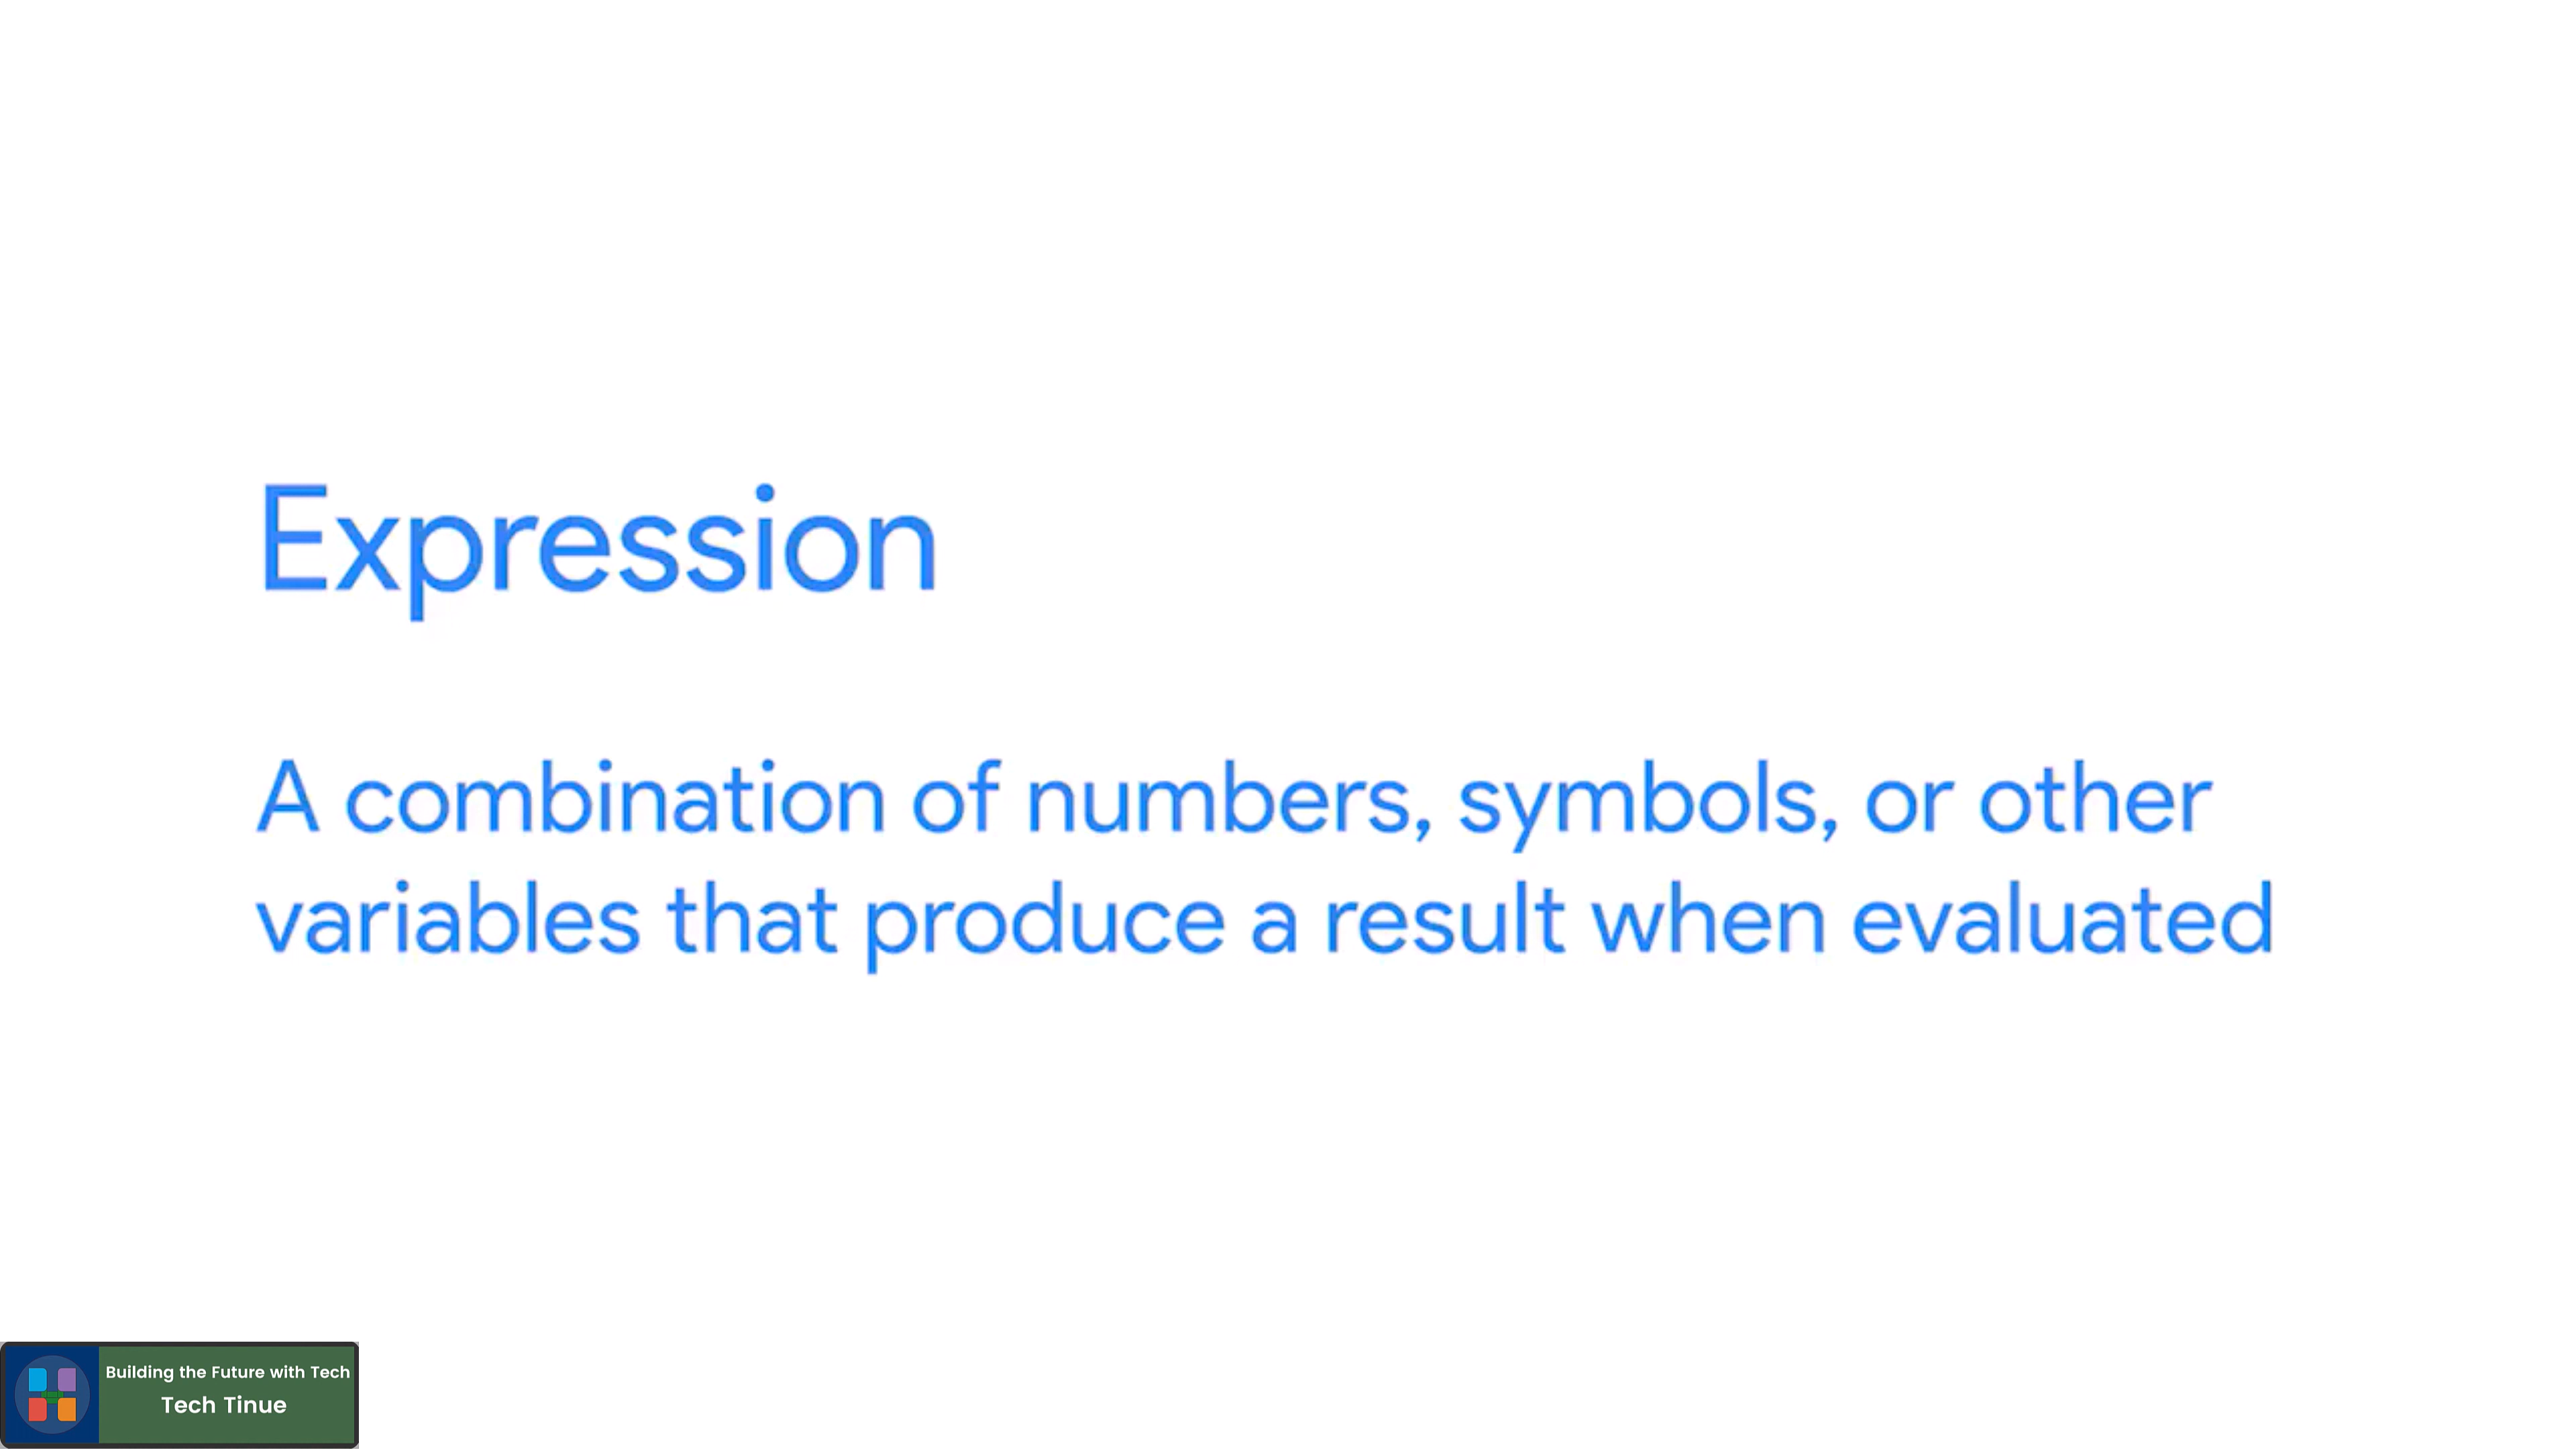 Expression
A combination of numbers, symbols, or other
variables that produce a result when evaluated
Building the Future with Tech
Tech Tinue